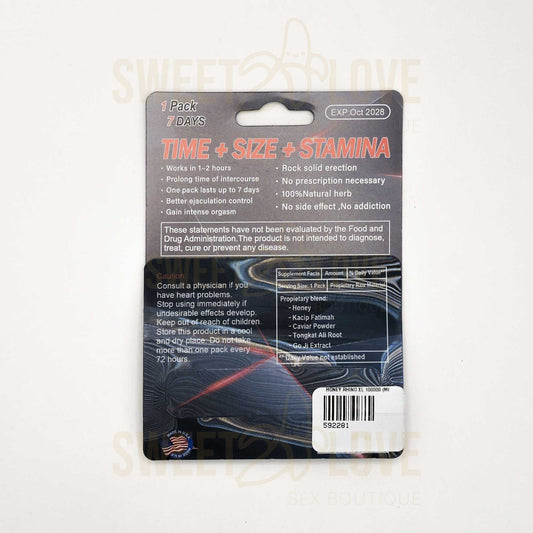 SWEET LOVE
1 Pack
7 DAYS
EXP.Oct 2028
TIME + SIZE + STAMINA
• Works in 1–2 hours
• Prolong time of intercourse
• One pack lasts up to 7 days
• Better ejaculation control
• Gain intense orgasm
• Rock solid erection
• No prescription necessary
• 100%Natural herb
• No side effect ,No addiction
These statements have not been evaluated by the Food and
Drug Administration.The product is not intended to diagnose,
treat, cure or prevent any disease.
Caution:
Consult a physician if you
have heart problems.
Stop using immediately if
undesirable effects develop.
Keep out of reach of children.
Store this product in a cool
and dry place. Do not take
more than one pack every
72 hours.
Supplement Facts Amount % Daily Value**
Serving Size: 1 Pack Propietary Raw Material
Propietary blend:
- Honey
- Kacip Fatimah
- Caviar Powder
- Tongkat Ali Root
- Go Ji Extract
** Daily Value not established
HONEY RHINO XL 100000 (MI
592281
SWEET LOVE
SEX BOUTIQUE